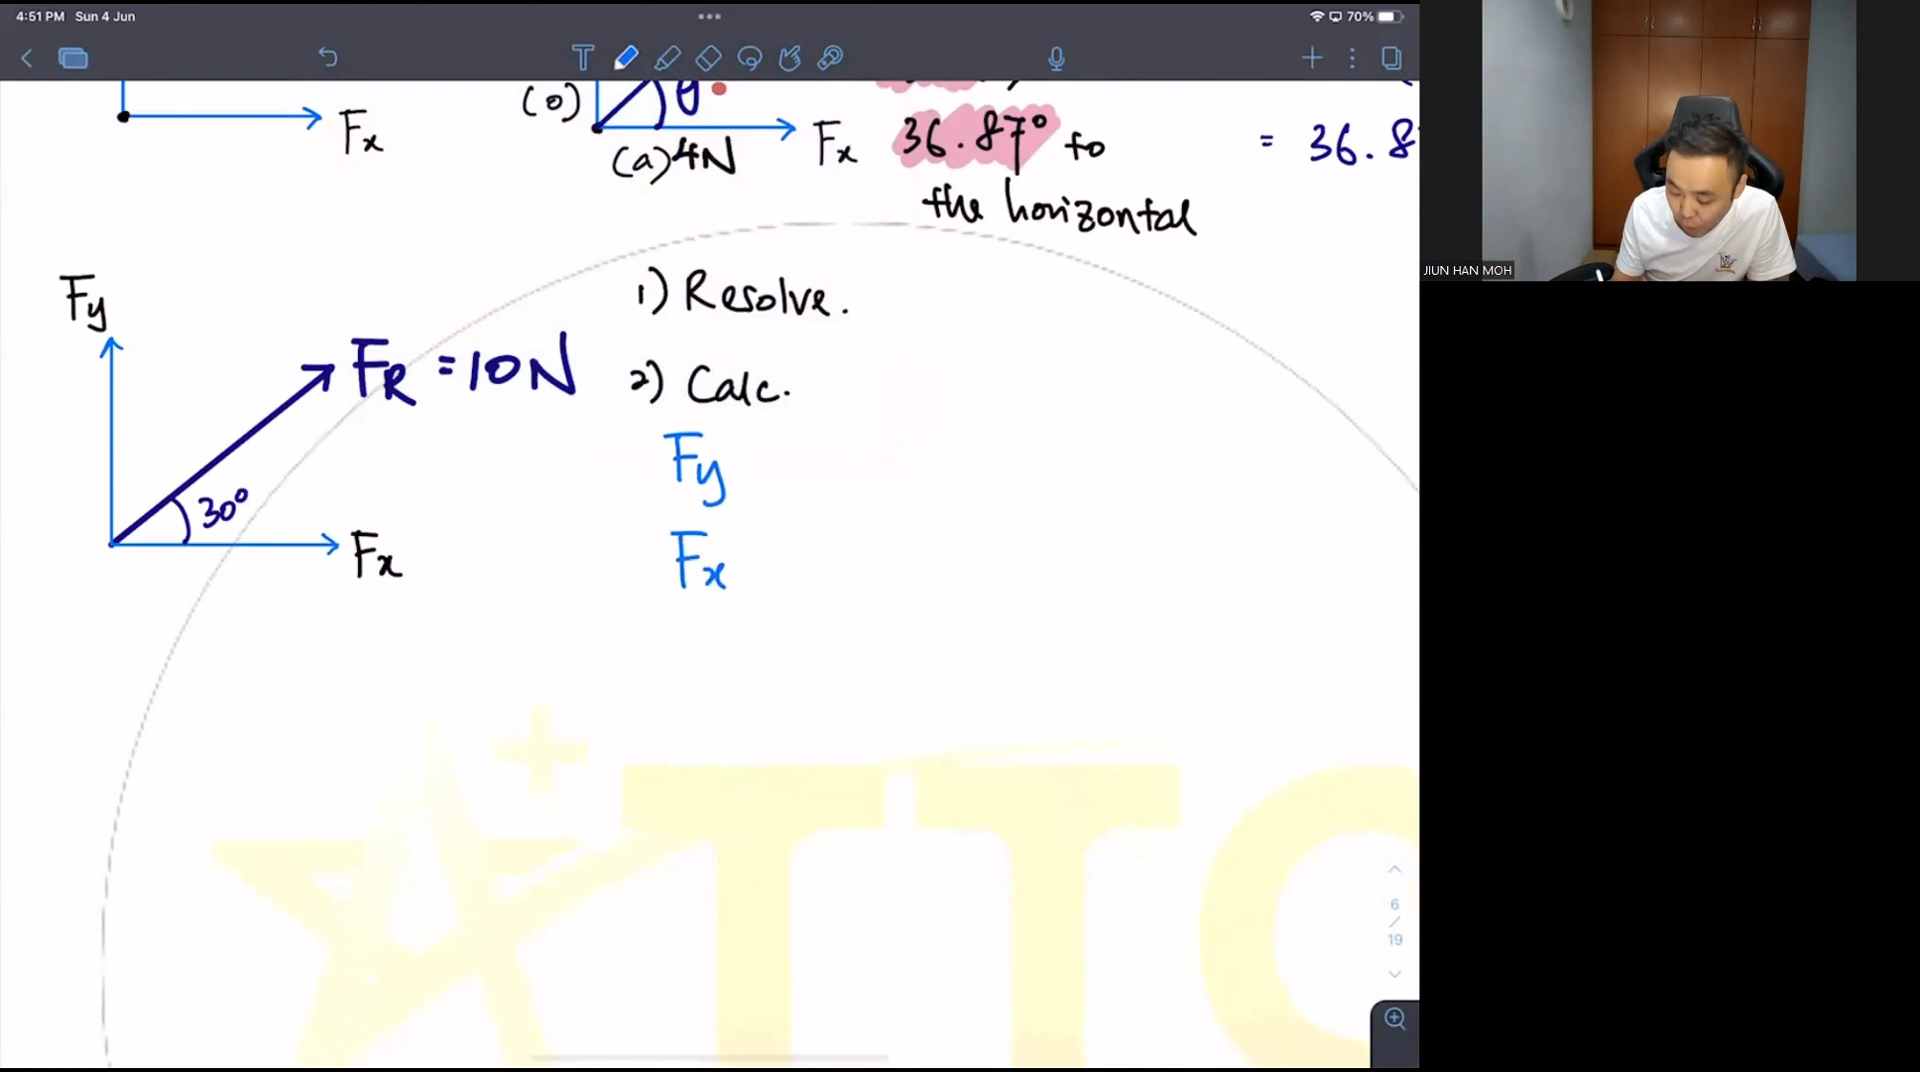 4:51 PM Sun 4 Jun
70%
T
Fx
(o)
θ
(a) 4N
Fx
36.87° to
the horizontal
= 36.8
Fy
FR = 10N
30°
Fx
1) Resolve.
2) Calc.
Fy
Fx
6
/
19
JIUN HAN MOH